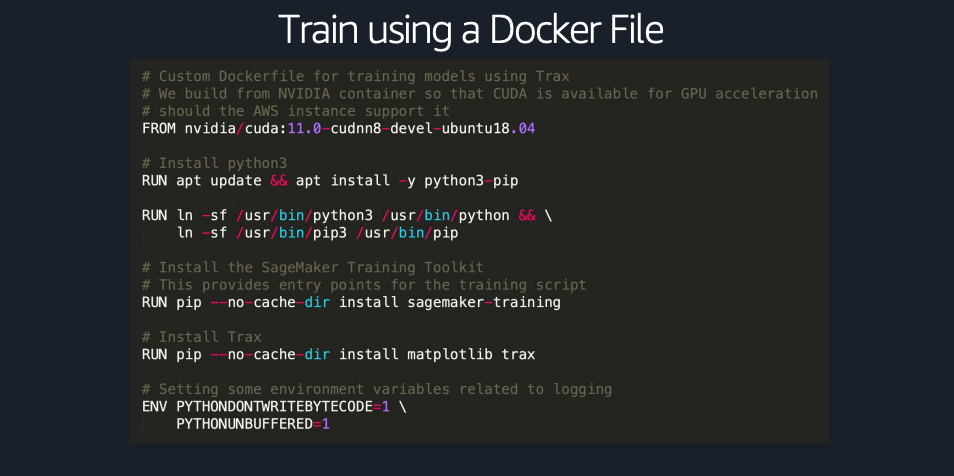 Train using a Docker File
# Custom Dockerfile for training models using Trax
# We build from NVIDIA container so that CUDA is available for GPU acceleration
# should the AWS instance support it
FROM nvidia/cuda:11.0-cudnn8-devel-ubuntu18.04
# Install python3
RUN apt update && apt install -y python3-pip
RUN ln -sf /usr/bin/python3 /usr/bin/python && \
ln -sf /usr/bin/pip3 /usr/bin/pip
# Install the SageMaker Training Toolkit
# This provides entry points for the training script
RUN pip --no-cache-dir install sagemaker-training
# Install Trax
RUN pip --no-cache-dir install matplotlib trax
# Setting some environment variables related to logging
ENV PYTHONDONTWRITEBYTECODE=1 \
PYTHONUNBUFFERED=1